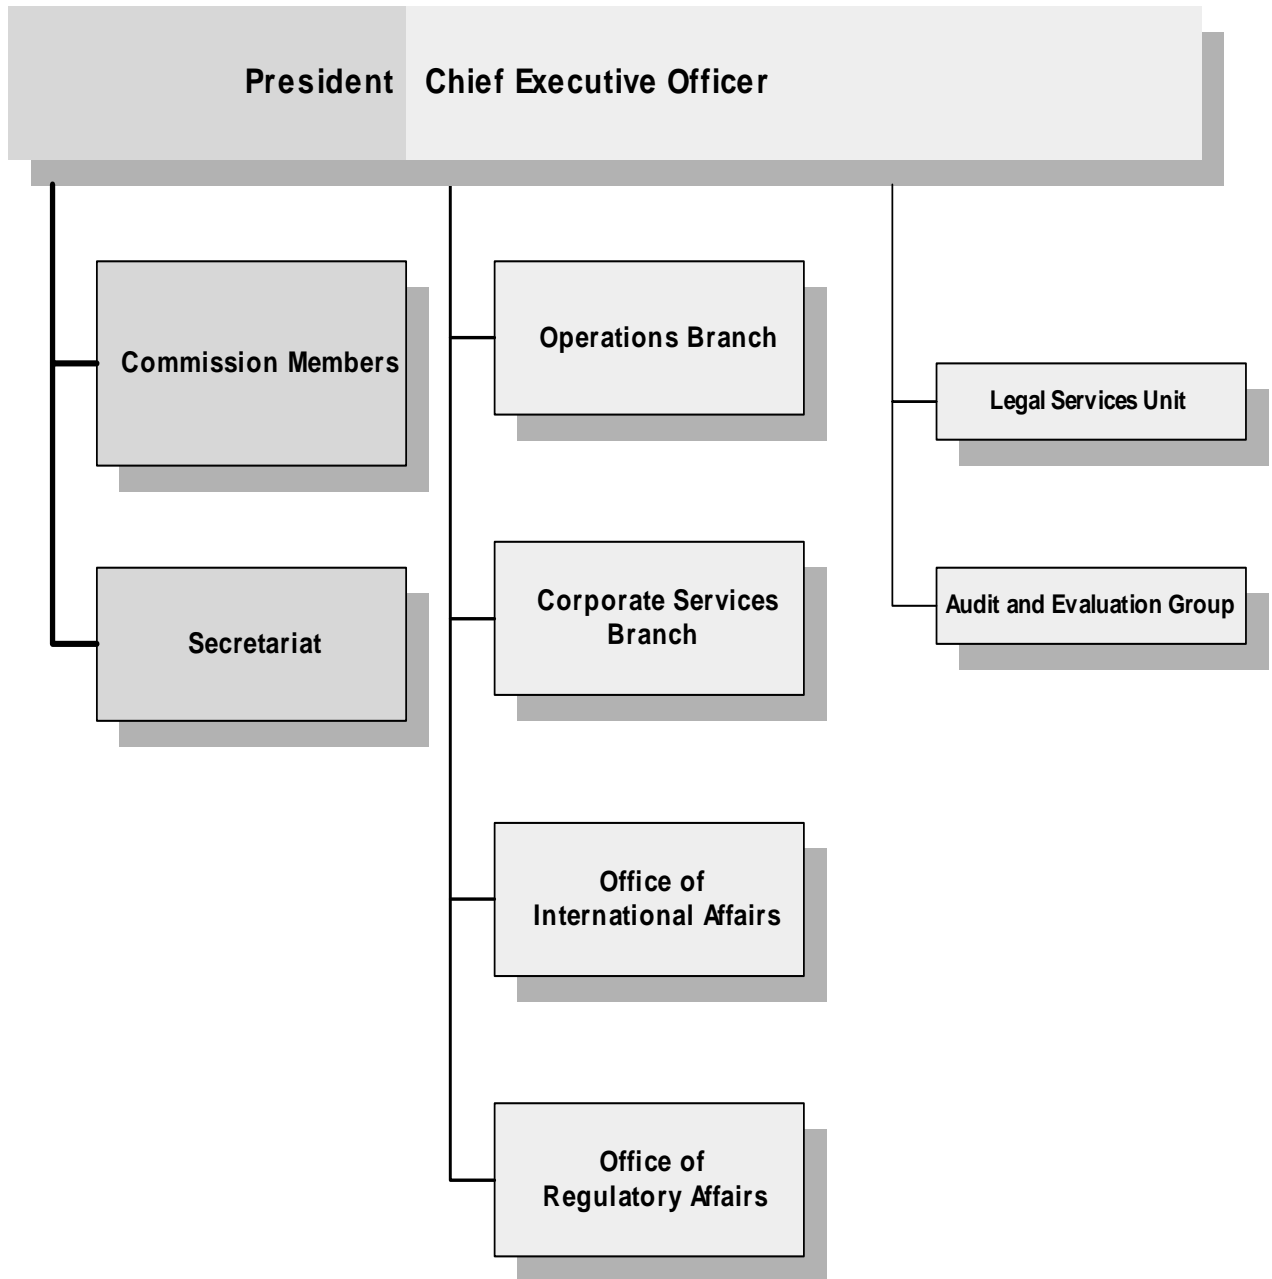 President Chief Executive Officer
Commission Members
Secretariat
Operations Branch
Corporate Services
Branch
Office of
International Affairs
Office of
Regulatory Affairs
Legal Services Unit
Audit and Evaluation Group